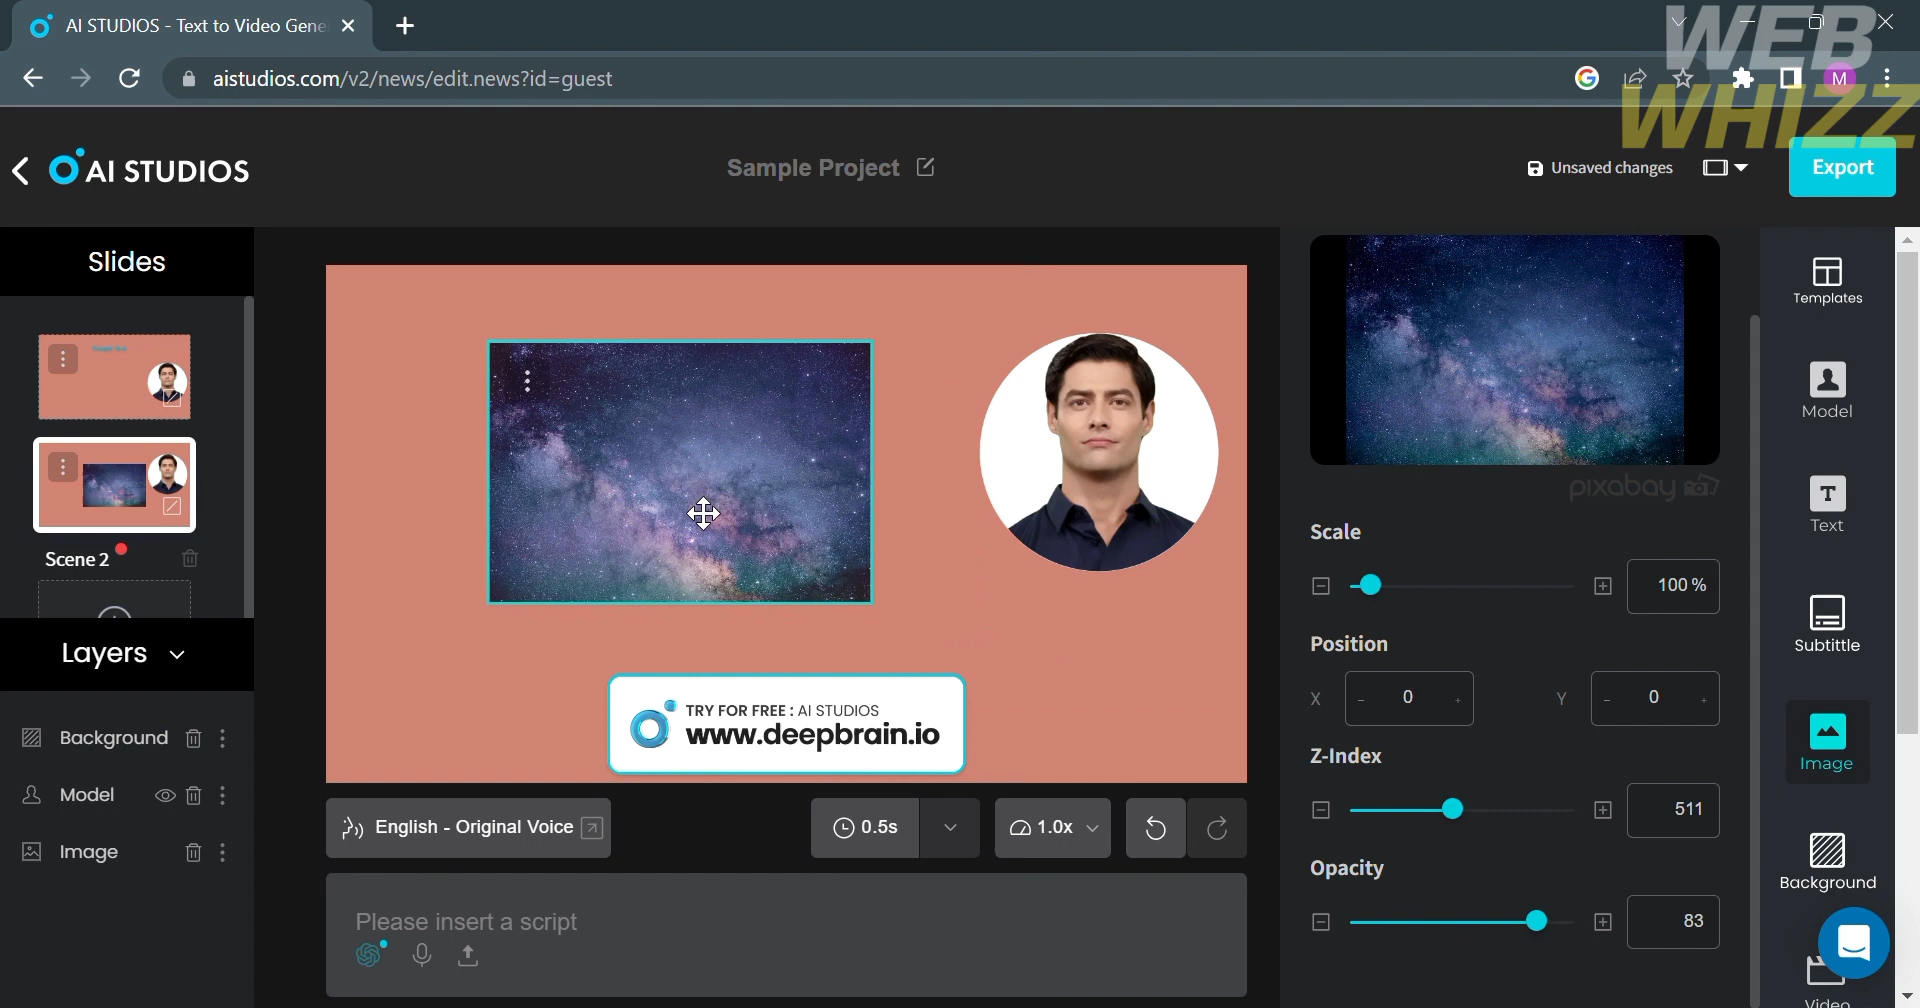 AI STUDIOS - Text to Video Gene
aistudios.com/v2/news/edit.news?id=guest
M
WEB
WHIZZ
AI STUDIOS
Sample Project
Unsaved changes
Export
Slides
Scene 2
Layers
Background
Model
Image
TRY FOR FREE : AI STUDIOS
www.deepbrain.io
English - Original Voice
0.5s
1.0x
Please insert a script
pixabay
Scale
100 %
Position
X
0
Y
0
Z-Index
511
Opacity
83
Templates
Model
T
Text
Subtittle
Image
Background
Video